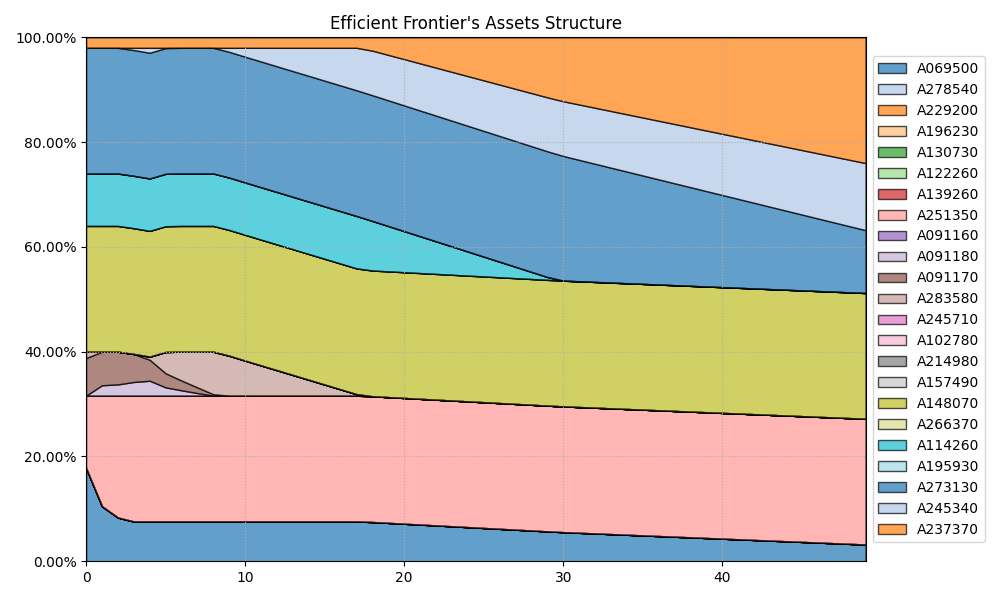 Efficient Frontier's Assets Structure
100.00%
80.00%
60.00%
40.00%
20.00%
0.00%
0
10
20
30
40
A069500
A278540
A229200
A196230
A130730
A122260
A139260
A251350
A091160
A091180
A091170
A283580
A245710
A102780
A214980
A157490
A148070
A266370
A114260
A195930
A273130
A245340
A237370